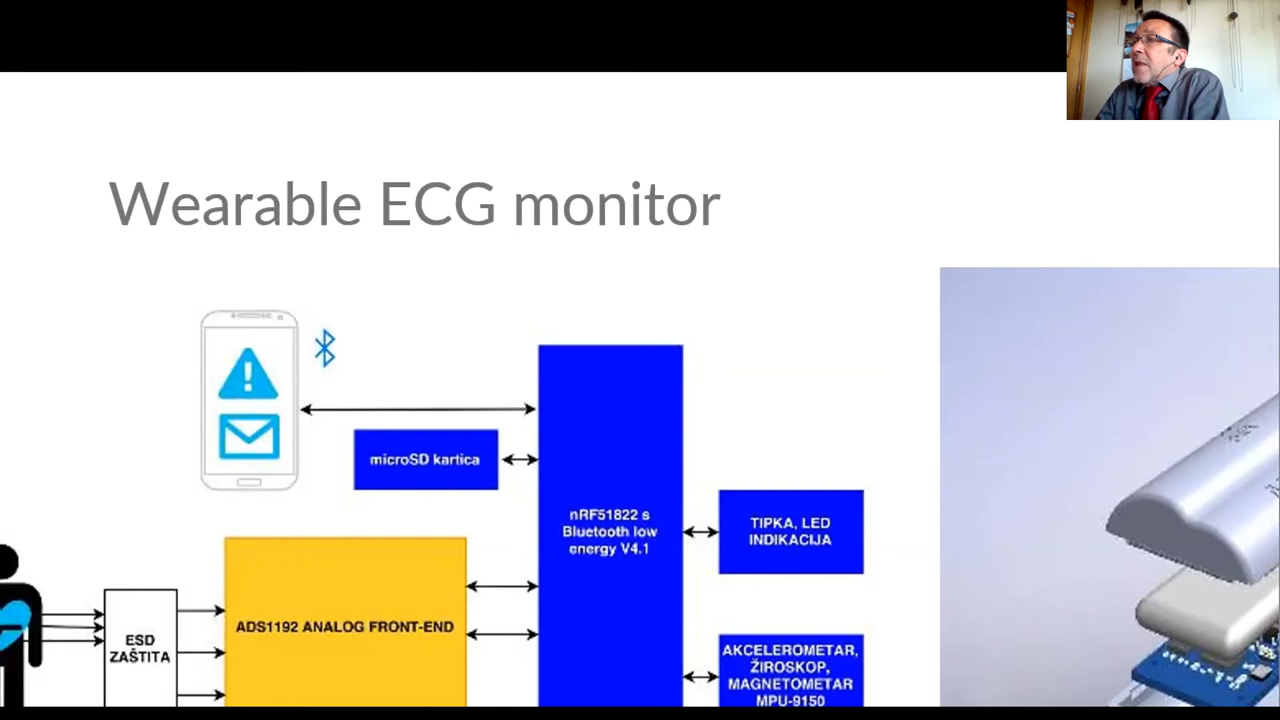 Wearable ECG monitor
microSD kartica
nRF51822 s
Bluetooth low
energy V4.1
TIPKA, LED
INDIKACIJA
ADS1192 ANALOG FRONT-END
ESD
ZAŠTITA
AKCELEROMETAR,
ŽIROSKOP,
MAGNETOMETAR
MPU-9150